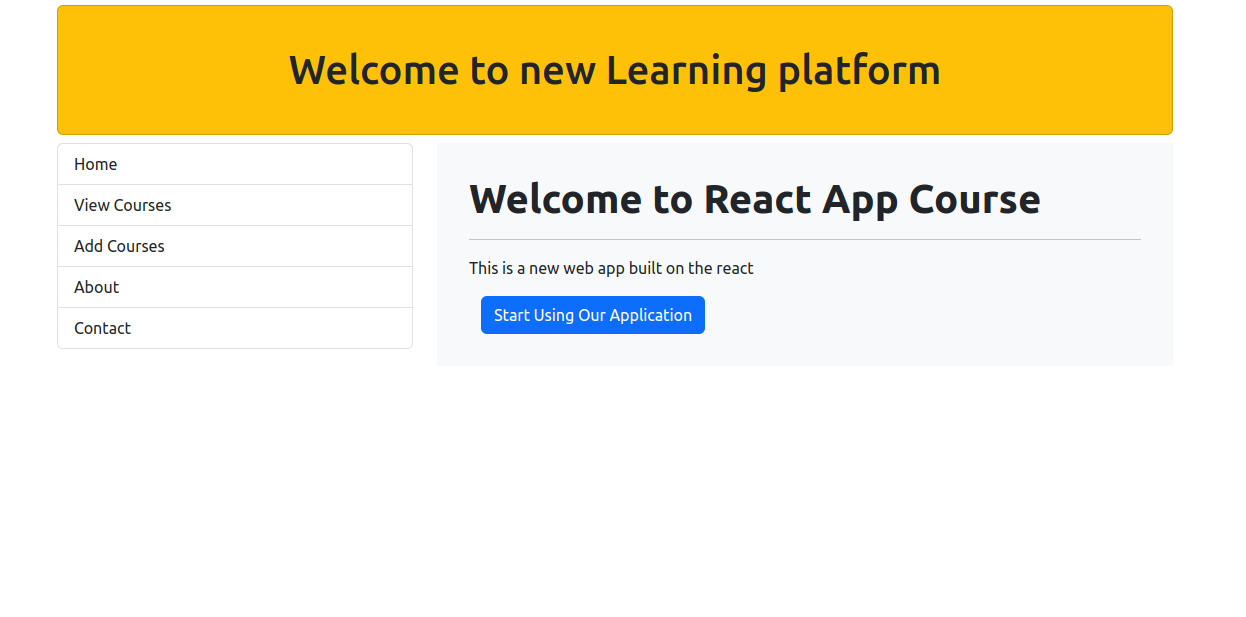 Welcome to new Learning platform
Home
View Courses
Add Courses
About
Contact
Welcome to React App Course
This is a new web app built on the react
Start Using Our Application